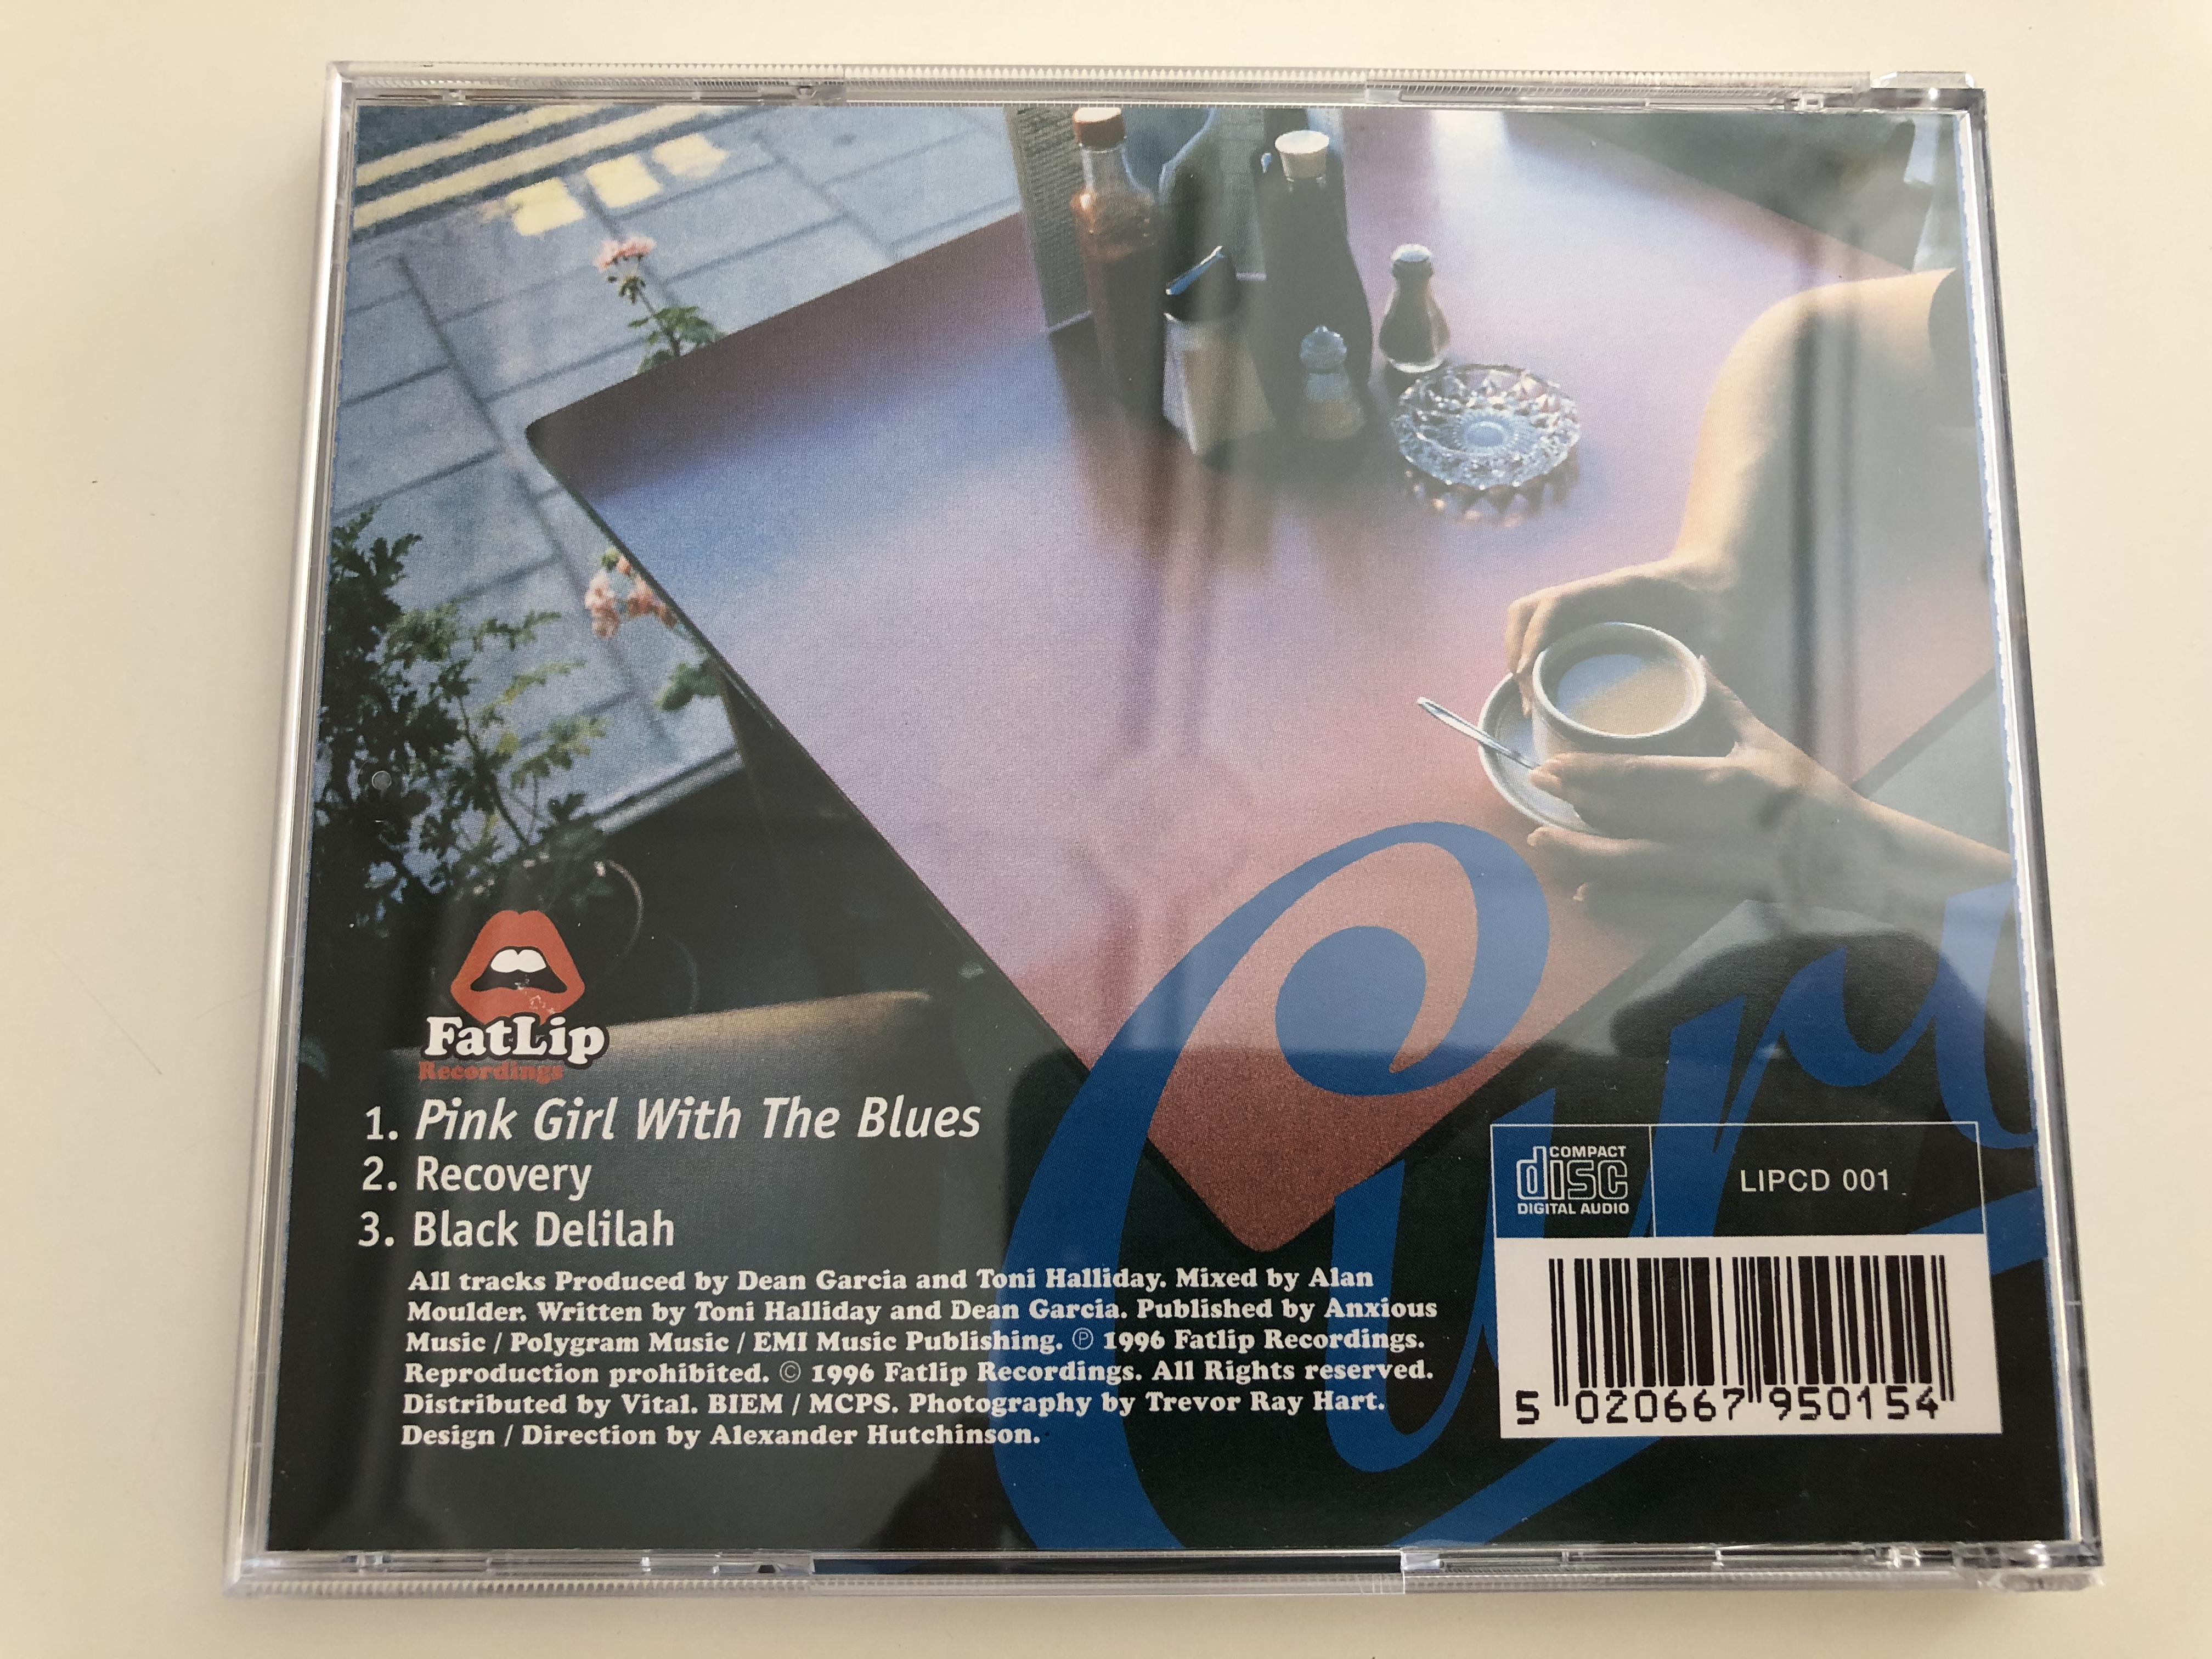 FatLip
Recordings
1. Pink Girl With The Blues
2. Recovery
3. Black Delilah
All tracks Produced by Dean Garcia and Toni Halliday. Mixed by Alan
Moulder. Written by Toni Halliday and Dean Garcia. Published by Anxious
Music / Polygram Music / EMI Music Publishing. ℗ 1996 Fatlip Recordings.
Reproduction prohibited. © 1996 Fatlip Recordings. All Rights reserved.
Distributed by Vital. BIEM / MCPS. Photography by Trevor Ray Hart.
Design / Direction by Alexander Hutchinson.
Cur
COMPACT
disc
DIGITAL AUDIO
LIPCD 001
5 020667 950154